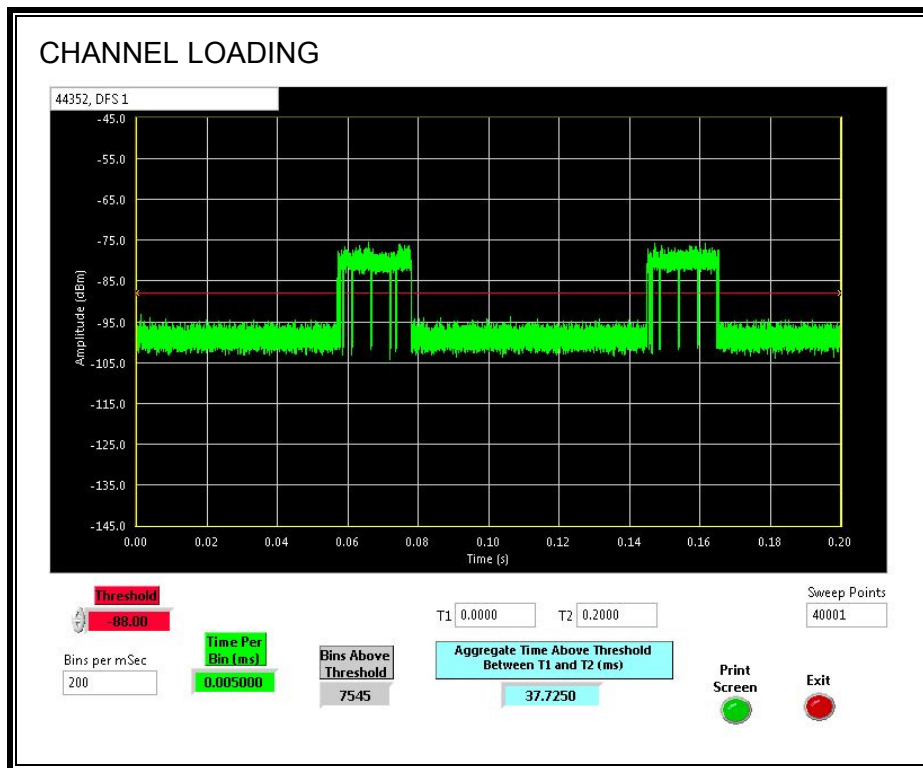 CHANNEL LOADING
44352, DFS 1
-45.0
-55.0
-65.0
-75.0
-85.0
-95.0
-105.0
-115.0
-125.0
-135.0
-145.0
Amplitude (dBm)
0.00 0.02 0.04 0.06 0.08 0.10 0.12 0.14 0.16 0.18 0.20
Time (s)
Threshold
-88.00
Bins per mSec
200
Time Per
Bin (ms)
0.005000
Bins Above
Threshold
7545
T1 0.0000 T2 0.2000
Aggregate Time Above Threshold
Between T1 and T2 (ms)
37.7250
Sweep Points
40001
Print
Screen
Exit